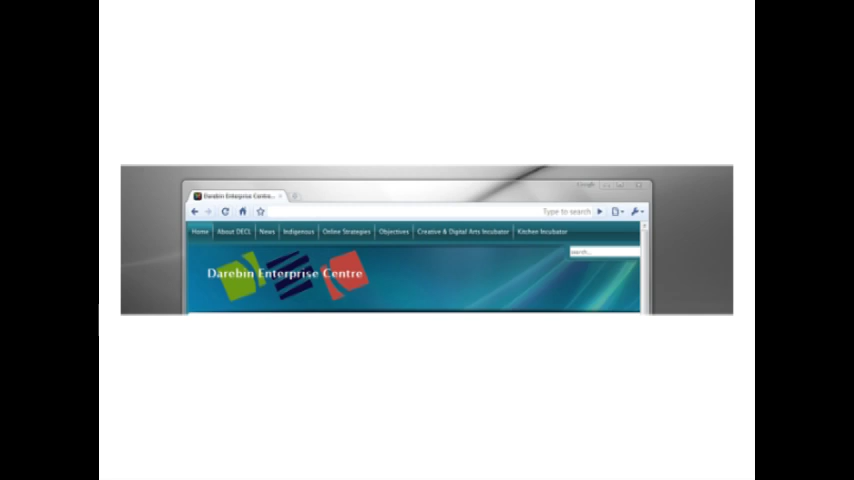 Google
Darebin Enterprise Centre...
Type to search
Home About DECL News Indigenous Online Strategies Objectives Creative & Digital Arts Incubator Kitchen Incubator
search...
Darebin Enterprise Centre